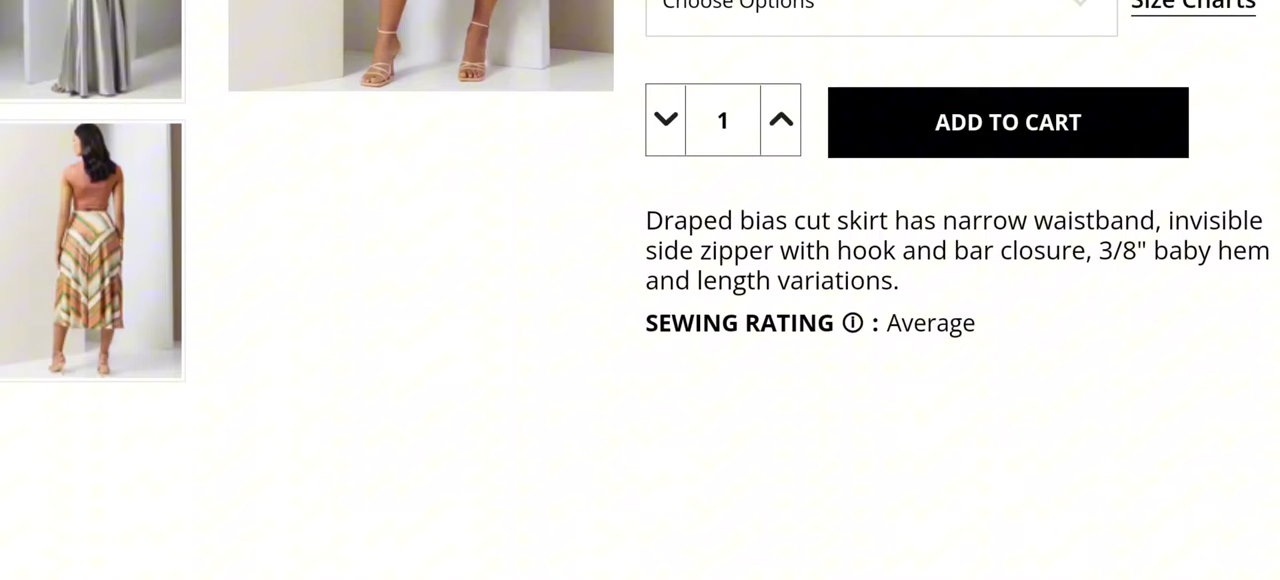 Choose Options
Size Charts
1
ADD TO CART
Draped bias cut skirt has narrow waistband, invisible
side zipper with hook and bar closure, 3/8" baby hem
and length variations.
SEWING RATING ⓘ : Average